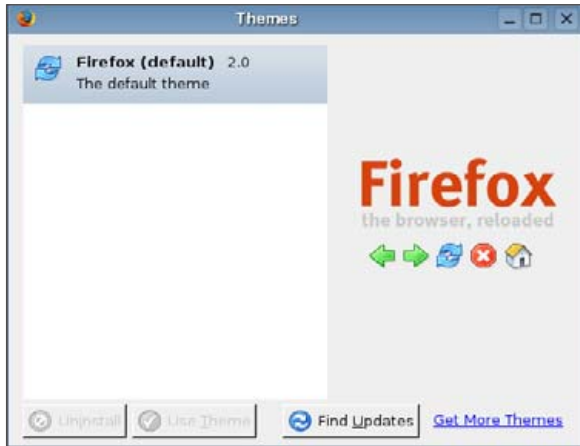 Themes
Firefox (default) 2.0
The default theme
Firefox
the browser, reloaded
Uninstall Use Theme Find Updates Get More Themes